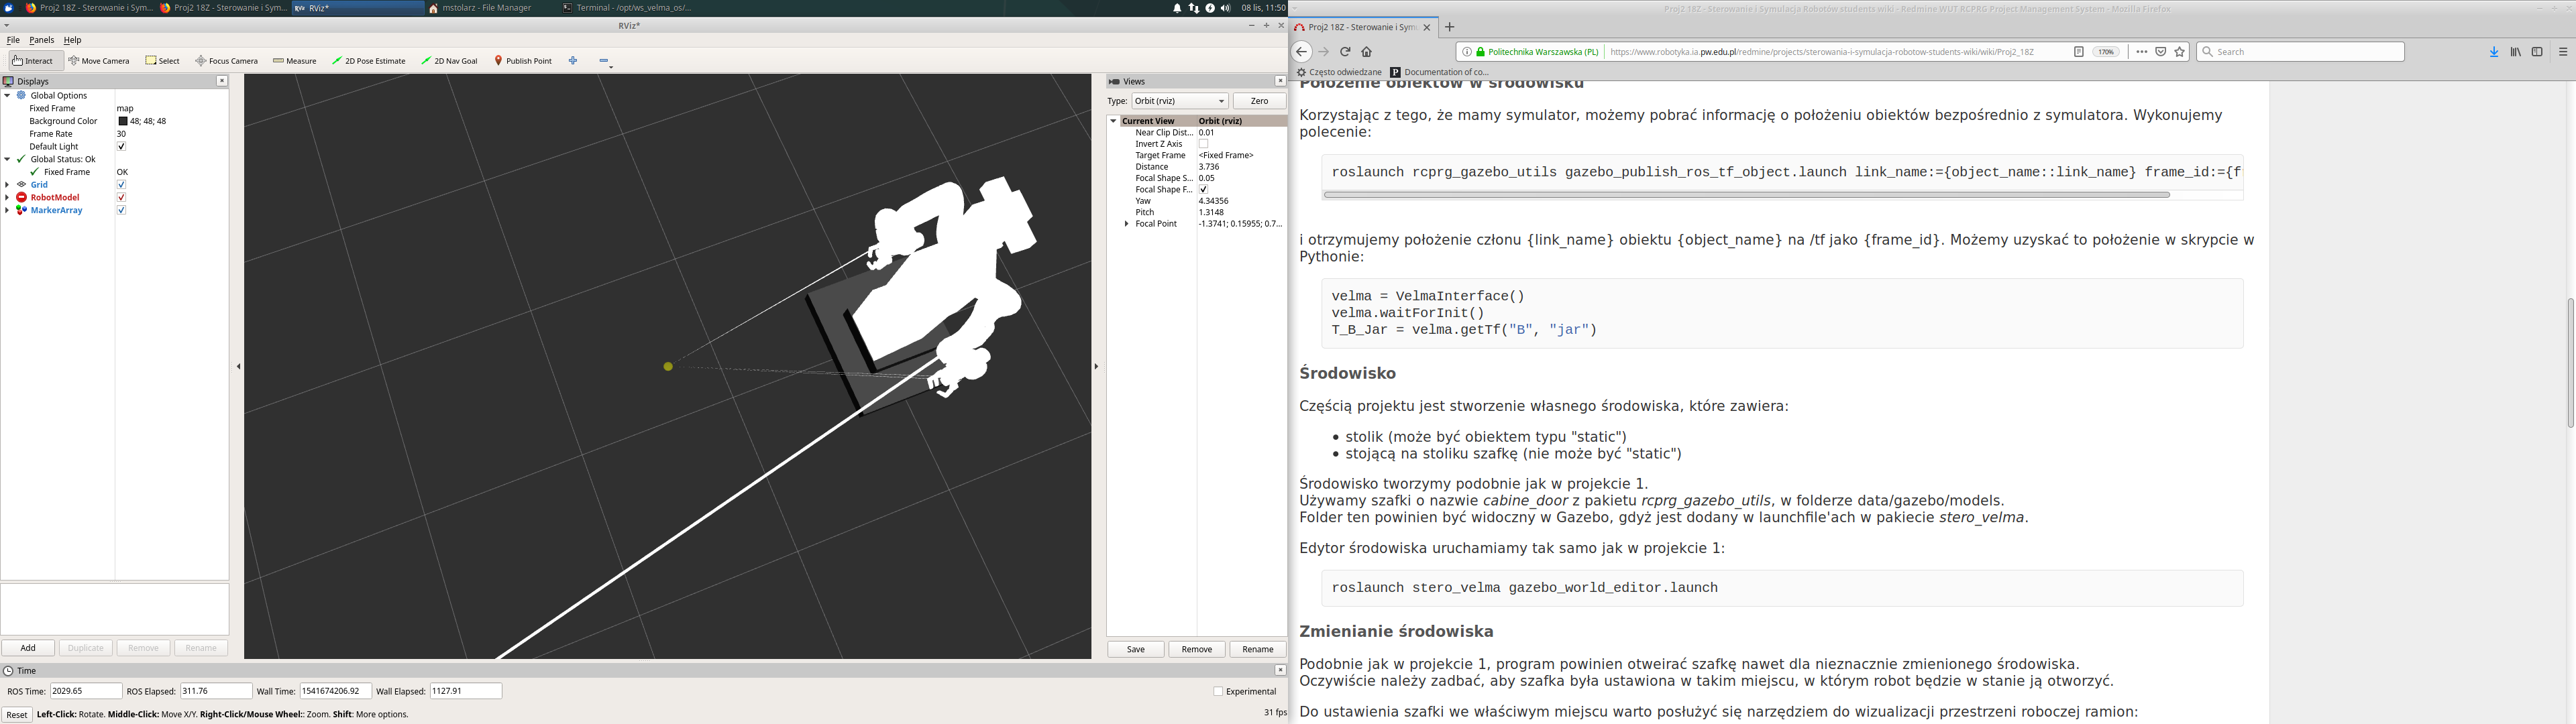 Proj2 18Z - Sterowanie i Sym...
Proj2 18Z - Sterowanie i Sym...
RViz*
mstolarz - File Manager
Terminal - /opt/ws_velma_os/...
08 lis, 11:50
RViz*
File Panels Help
Interact Move Camera Select Focus Camera Measure 2D Pose Estimate 2D Nav Goal Publish Point
Displays
Global Options
Fixed Frame map
Background Color 48; 48; 48
Frame Rate 30
Default Light
Global Status: Ok
Fixed Frame OK
Grid
RobotModel
MarkerArray
Add Duplicate Remove Rename
Views
Type: Orbit (rviz) Zero
Current View Orbit (rviz)
Near Clip Dist... 0.01
Invert Z Axis
Target Frame <Fixed Frame>
Distance 3.736
Focal Shape S... 0.05
Focal Shape F...
Yaw 4.34356
Pitch 1.3148
Focal Point -1.3741; 0.15955; 0.7...
Save Remove Rename
Time
ROS Time: 2029.65 ROS Elapsed: 311.76 Wall Time: 1541674206.92 Wall Elapsed: 1127.91 Experimental
Reset Left-Click: Rotate. Middle-Click: Move X/Y. Right-Click/Mouse Wheel:: Zoom. Shift: More options. 31 fps
Proj2 18Z - Sterowanie i Symulacja Robotów students wiki - Redmine WUT RCPRG Project Management System - Mozilla Firefox
Proj2 18Z - Sterowanie i Sym
Politechnika Warszawska (PL) https://www.robotyka.ia.pw.edu.pl/redmine/projects/sterowania-i-symulacja-robotow-students-wiki/wiki/Proj2_18Z 170% Search
Często odwiedzane Documentation of co...
Położenie obiektów w środowisku
Korzystając z tego, że mamy symulator, możemy pobrać informację o położeniu obiektów bezpośrednio z symulatora. Wykonujemy
polecenie:
roslaunch rcprg_gazebo_utils gazebo_publish_ros_tf_object.launch link_name:={object_name::link_name} frame_id:={f
i otrzymujemy położenie członu {link_name} obiektu {object_name} na /tf jako {frame_id}. Możemy uzyskać to położenie w skrypcie w
Pythonie:
velma = VelmaInterface()
velma.waitForInit()
T_B_Jar = velma.getTf("B", "jar")
Środowisko
Częścią projektu jest stworzenie własnego środowiska, które zawiera:
• stolik (może być obiektem typu "static")
• stojącą na stoliku szafkę (nie może być "static")
Środowisko tworzymy podobnie jak w projekcie 1.
Używamy szafki o nazwie cabine_door z pakietu rcprg_gazebo_utils, w folderze data/gazebo/models.
Folder ten powinien być widoczny w Gazebo, gdyż jest dodany w launchfile'ach w pakiecie stero_velma.
Edytor środowiska uruchamiamy tak samo jak w projekcie 1:
roslaunch stero_velma gazebo_world_editor.launch
Zmienianie środowiska
Podobnie jak w projekcie 1, program powinien otweirać szafkę nawet dla nieznacznie zmienionego środowiska.
Oczywiście należy zadbać, aby szafka była ustawiona w takim miejscu, w którym robot będzie w stanie ją otworzyć.
Do ustawienia szafki we właściwym miejscu warto posłużyć się narzędziem do wizualizacji przestrzeni roboczej ramion: